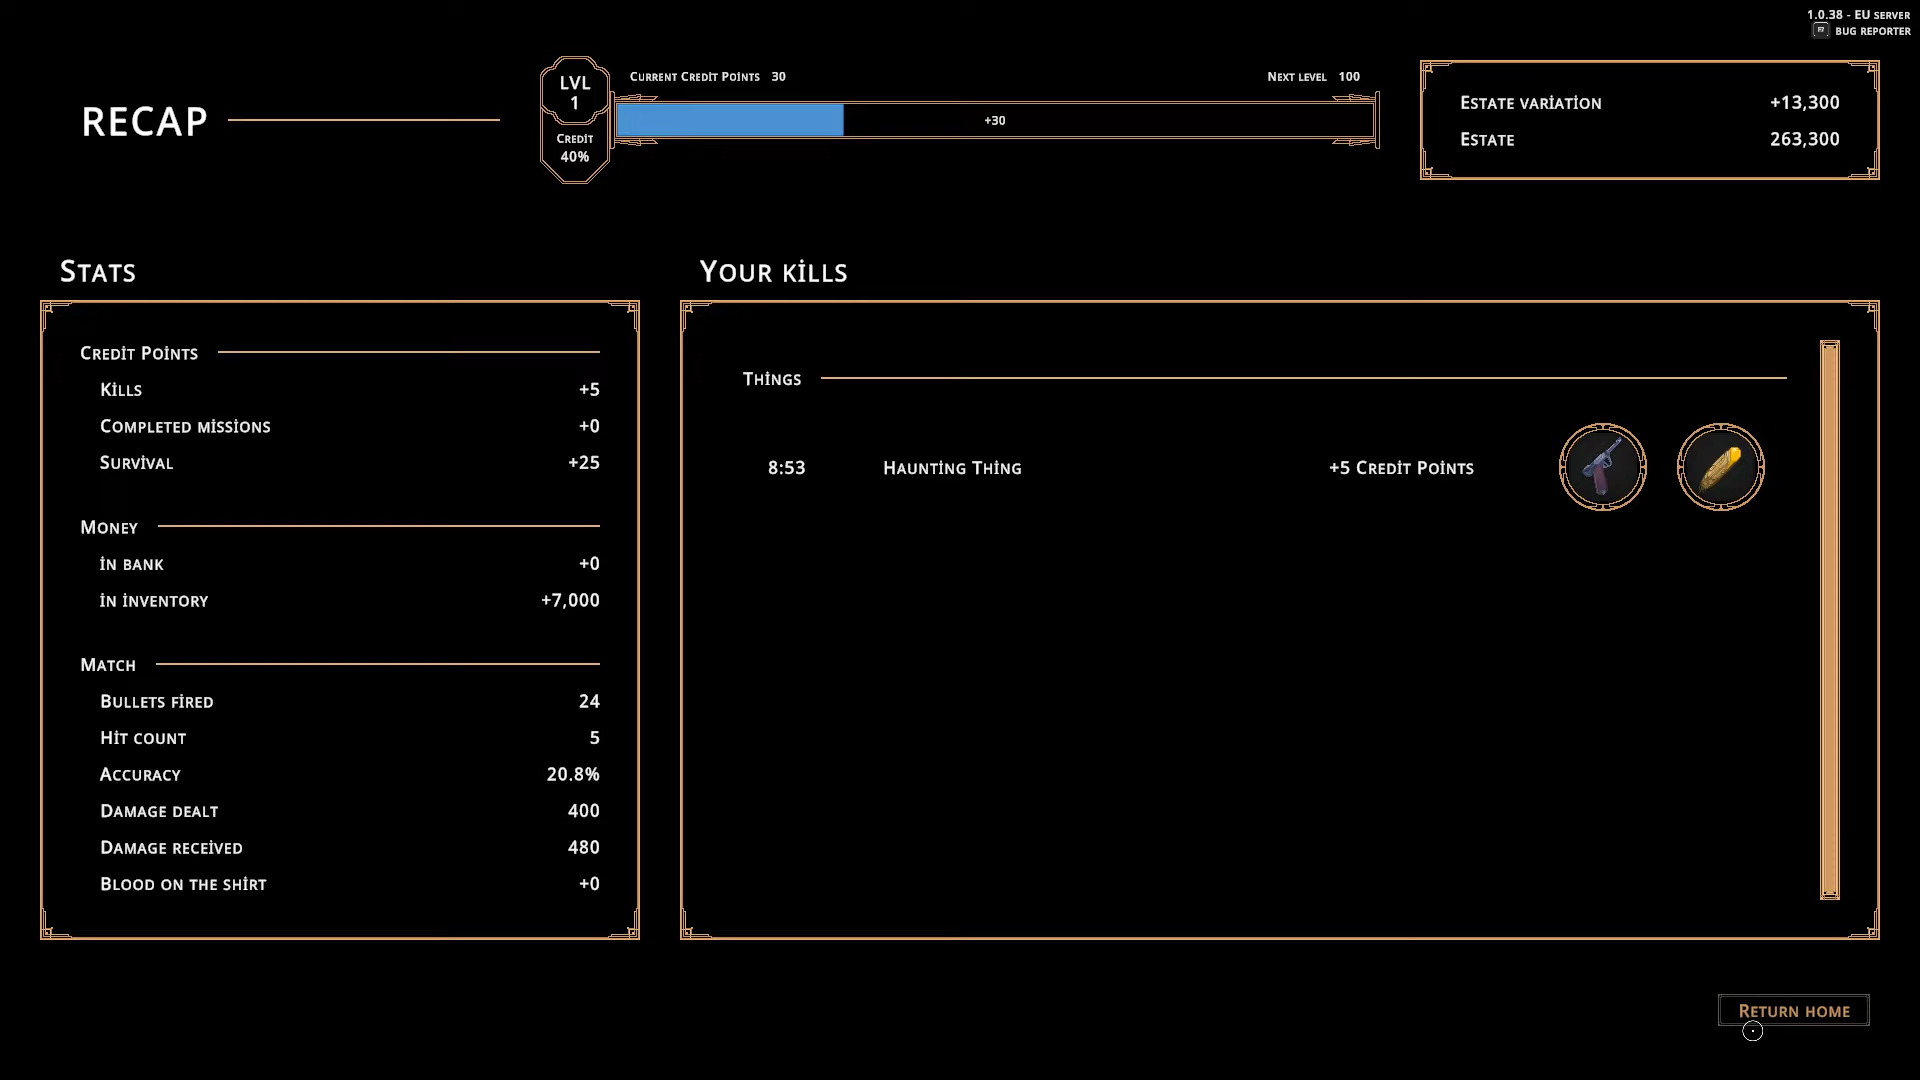 1.0.38 - EU SERVER
BUG REPORTER
RECAP
LVL
1
CREDIT
40%
CURRENT CREDIT POINTS 30
NEXT LEVEL 100
+30
ESTATE VARIATION +13,300
ESTATE 263,300
STATS
CREDIT POINTS
KILLS +5
COMPLETED MISSIONS +0
SURVIVAL +25
MONEY
IN BANK +0
IN INVENTORY +7,000
MATCH
BULLETS FIRED 24
HIT COUNT 5
ACCURACY 20.8%
DAMAGE DEALT 400
DAMAGE RECEIVED 480
BLOOD ON THE SHIRT +0
YOUR KILLS
THINGS
8:53 HAUNTING THING +5 CREDIT POINTS
RETURN HOME